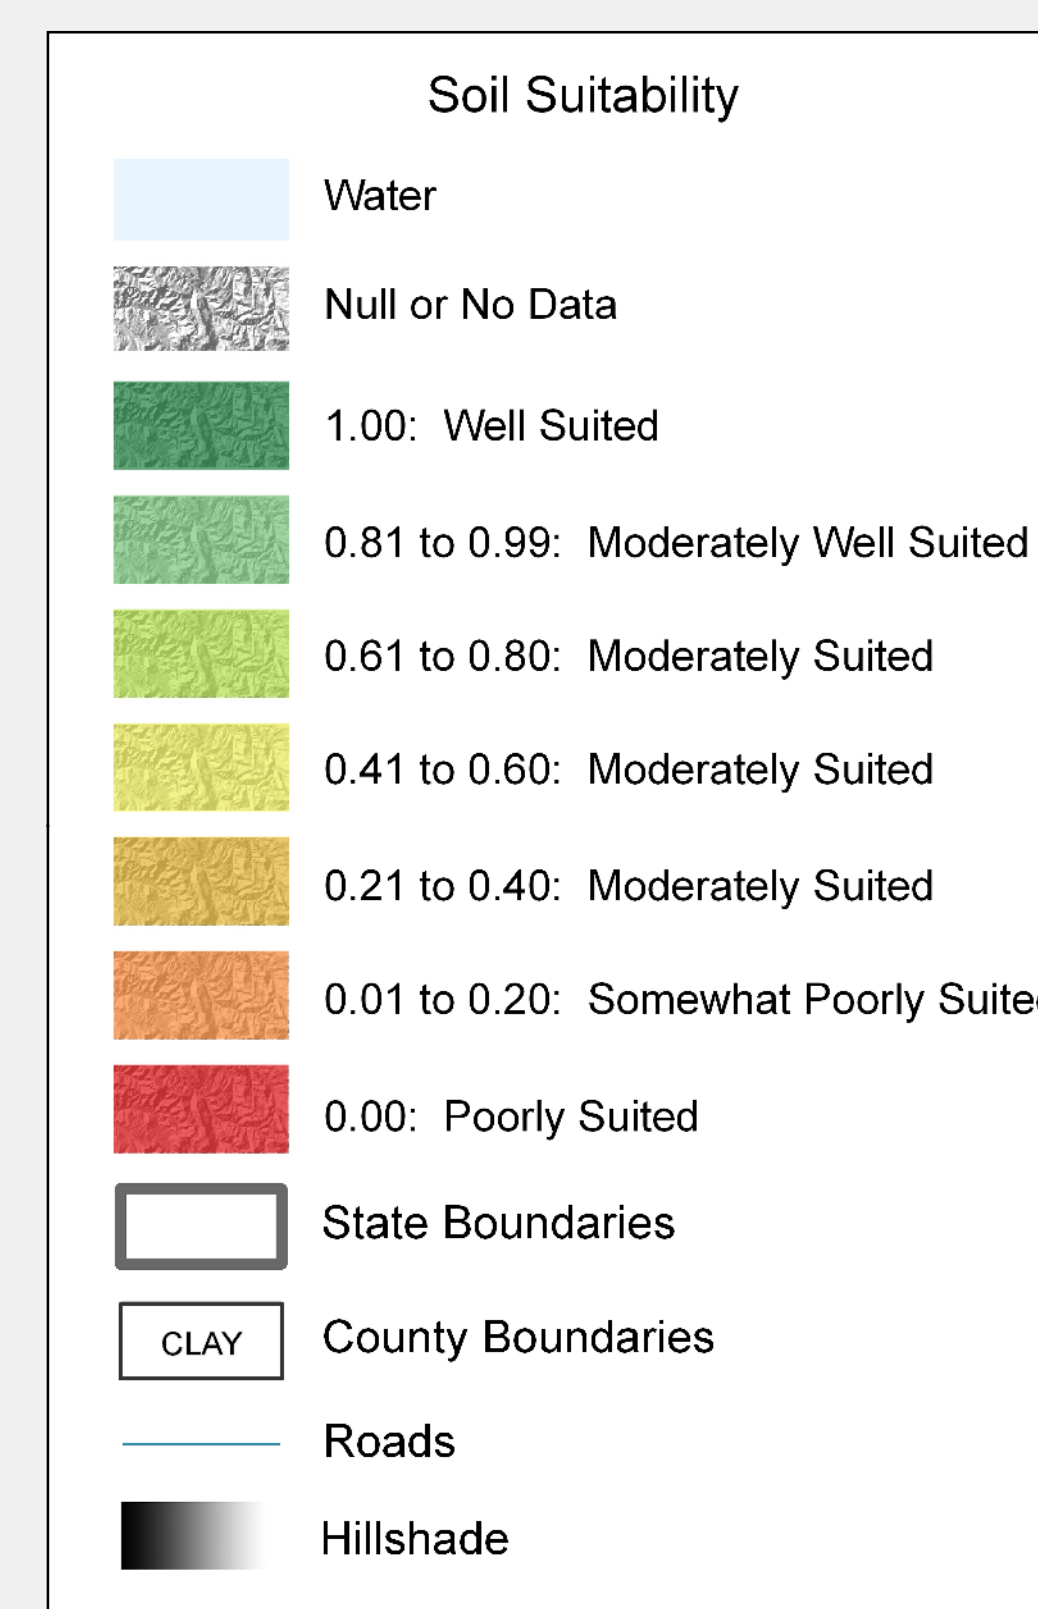 Soil Suitability
Water
Null or No Data
1.00: Well Suited
0.81 to 0.99: Moderately Well Suited
0.61 to 0.80: Moderately Suited
0.41 to 0.60: Moderately Suited
0.21 to 0.40: Moderately Suited
0.01 to 0.20: Somewhat Poorly Suite
0.00: Poorly Suited
State Boundaries
CLAY County Boundaries
Roads
Hillshade